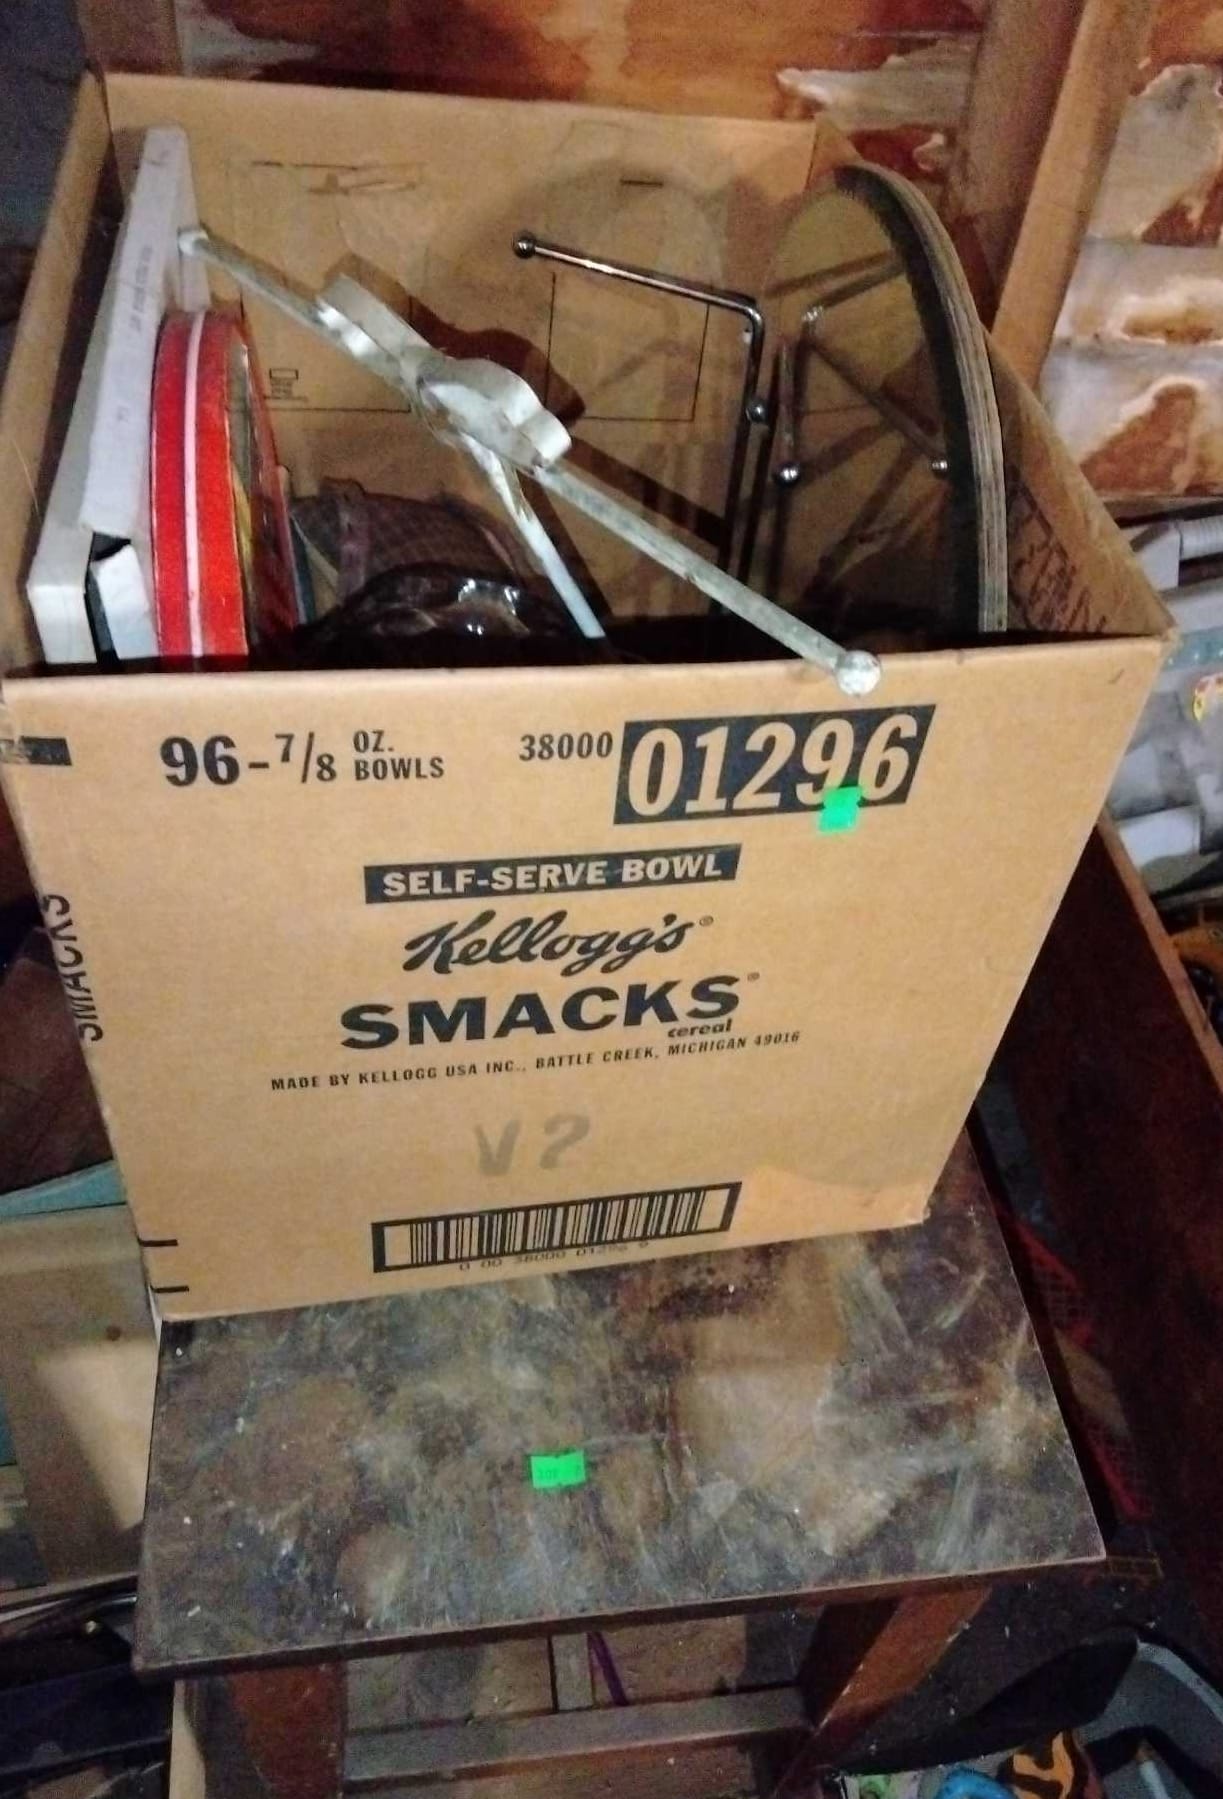 96-7/8 OZ. BOWLS
38000 01296
SELF-SERVE BOWL
Kellogg's®
SMACKS®
cereal
MADE BY KELLOGG USA INC., BATTLE CREEK, MICHIGAN 49016
V2
SMACKS